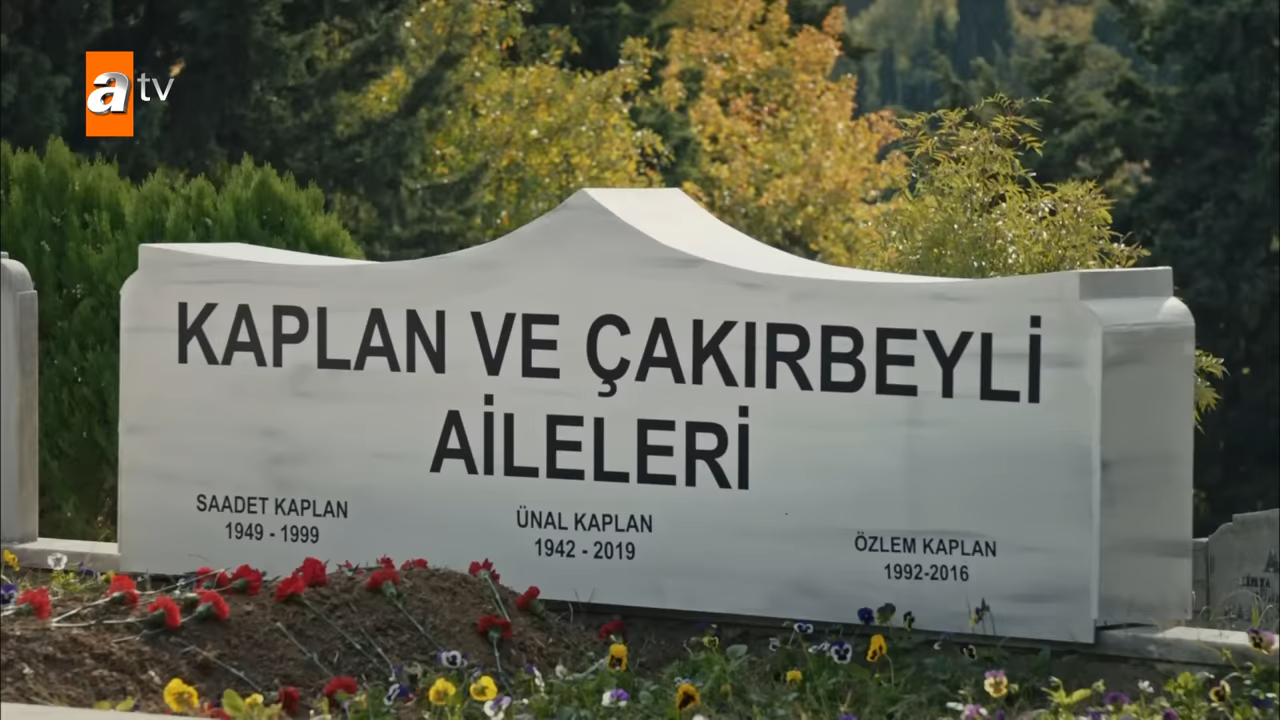 atv
KAPLAN VE ÇAKIRBEYLİ
AİLELERİ
SAADET KAPLAN
1949 - 1999
ÜNAL KAPLAN
1942 - 2019
ÖZLEM KAPLAN
1992-2016